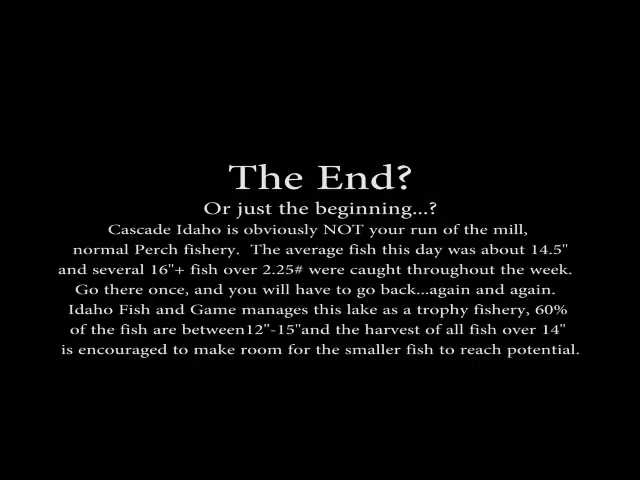 The End?
Or just the beginning...?
Cascade Idaho is obviously NOT your run of the mill,
normal Perch fishery.  The average fish this day was about 14.5"
and several 16"+ fish over 2.25# were caught throughout the week.
Go there once, and you will have to go back...again and again.
Idaho Fish and Game manages this lake as a trophy fishery, 60%
of the fish are between12"-15"and the harvest of all fish over 14"
is encouraged to make room for the smaller fish to reach potential.